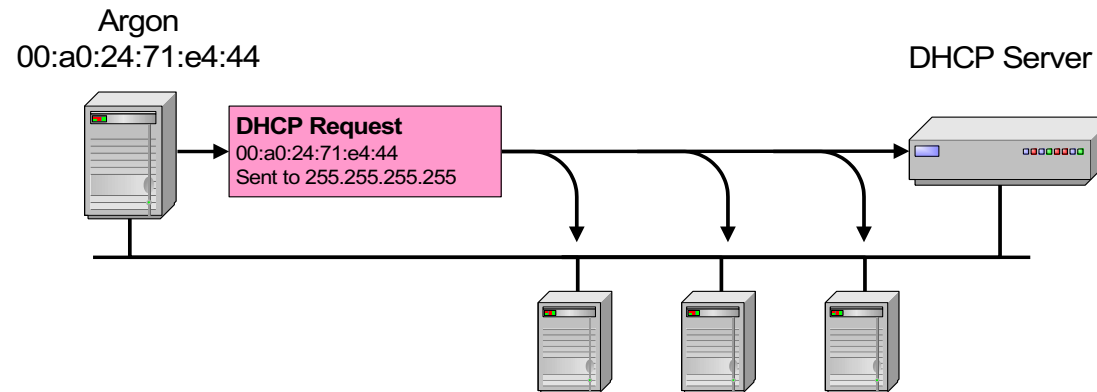 Argon
00:a0:24:71:e4:44
DHCP Server
DHCP Request
00:a0:24:71:e4:44
Sent to 255.255.255.255